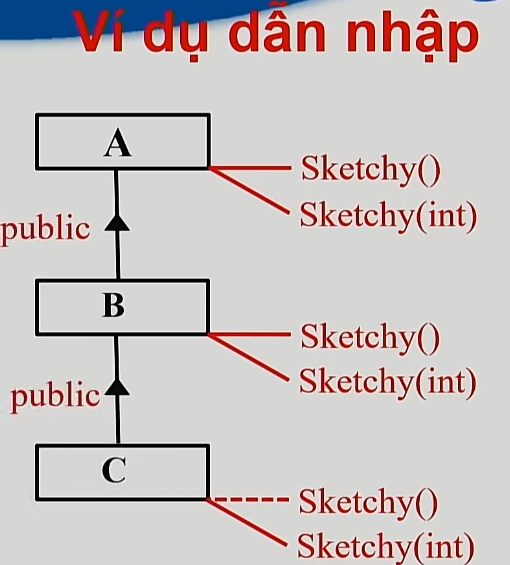 Ví dụ dẫn nhập
A
Sketchy()
Sketchy(int)
public
B
Sketchy()
Sketchy(int)
public
C
Sketchy()
Sketchy(int)